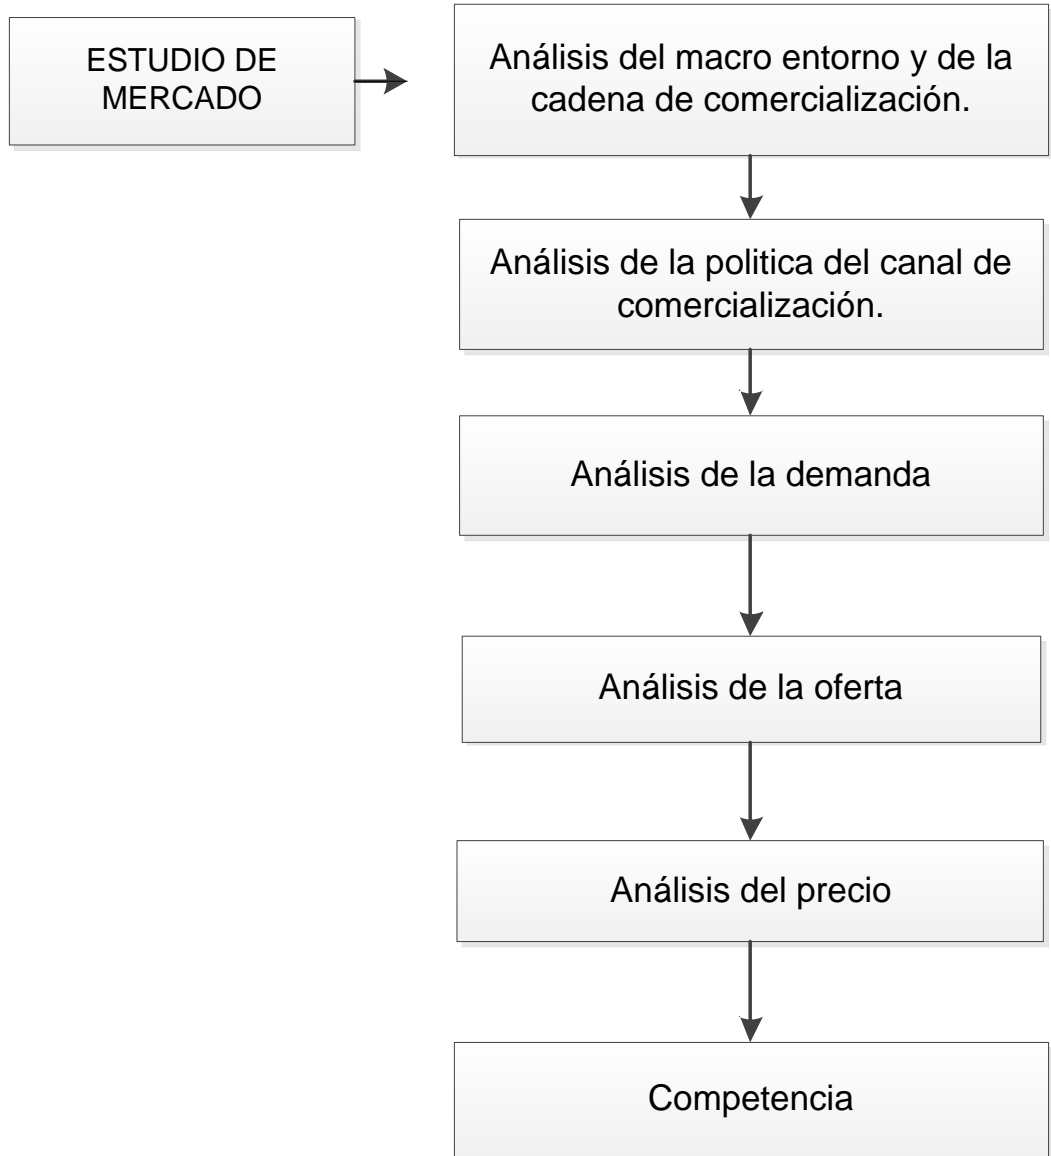 ESTUDIO DE
MERCADO
Análisis del macro entorno y de la
cadena de comercialización.
Análisis de la politica del canal de
comercialización.
Análisis de la demanda
Análisis de la oferta
Análisis del precio
Competencia